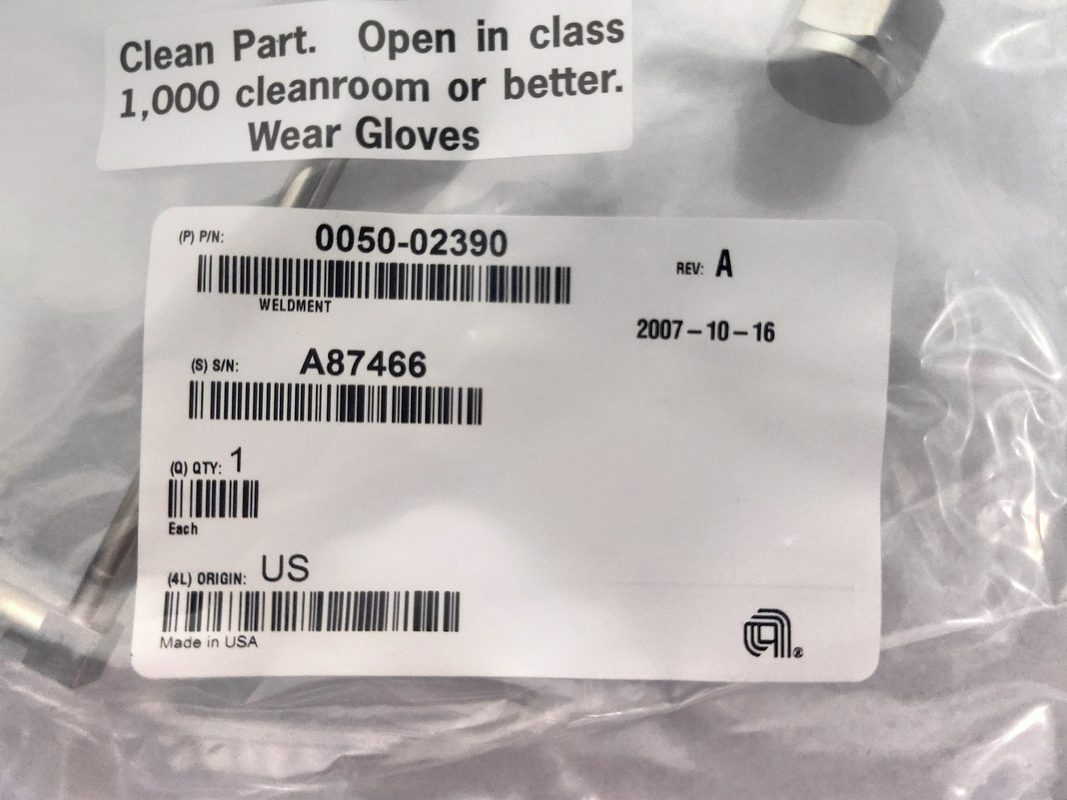 Clean Part. Open in class
1,000 cleanroom or better.
Wear Gloves
(P) P/N: 0050-02390
REV: A
WELDMENT
2007-10-16
(S) S/N: A87466
(Q) QTY: 1
Each
(4L) ORIGIN: US
Made in USA
®